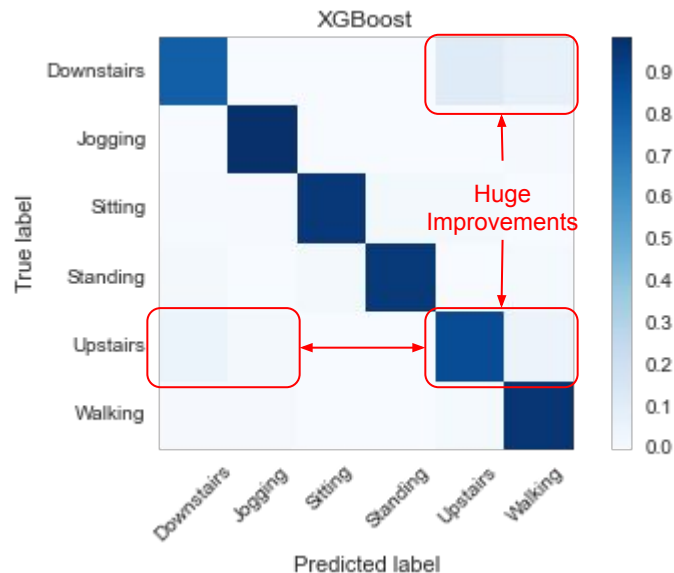 XGBoost
True label
Downstairs
Jogging
Sitting
Standing
Upstairs
Walking
Huge
Improvements
0.9
0.8
0.7
0.6
0.5
0.4
0.3
0.2
0.1
0.0
Downstairs
Jogging
Sitting
Standing
Upstairs
Walking
Predicted label